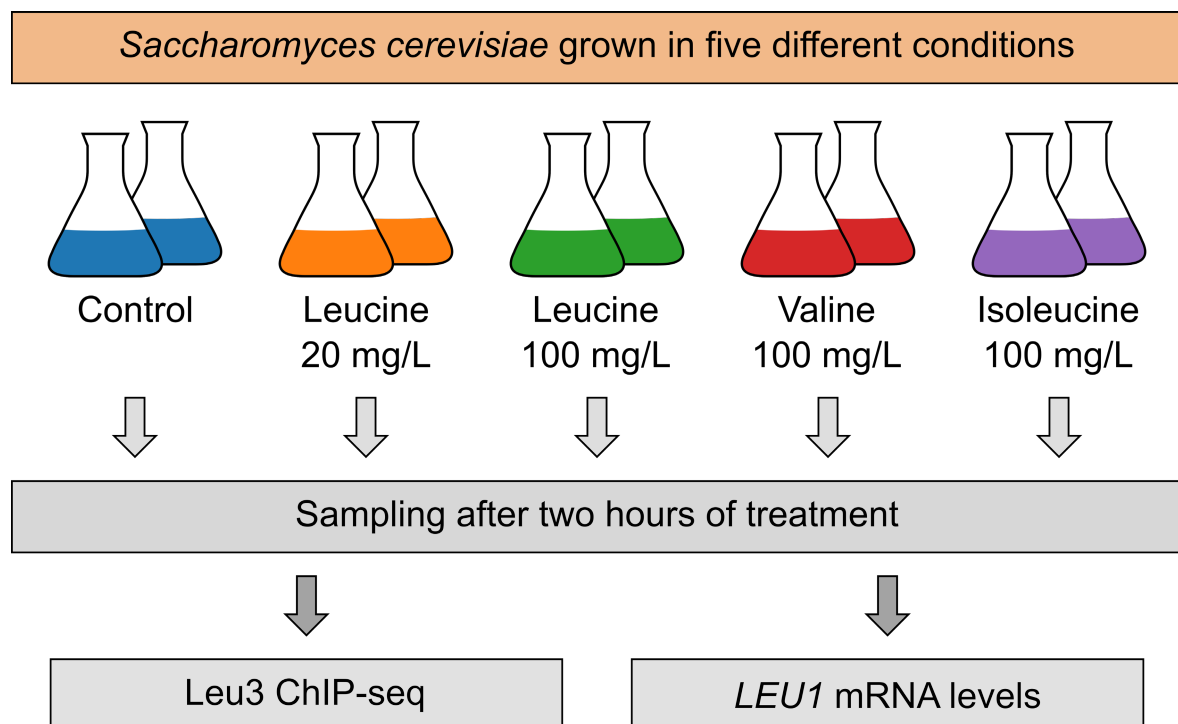 Saccharomyces cerevisiae grown in five different conditions
Control
Leucine
20 mg/L
Leucine
100 mg/L
Valine
100 mg/L
Isoleucine
100 mg/L
Sampling after two hours of treatment
Leu3 ChIP-seq
LEU1 mRNA levels